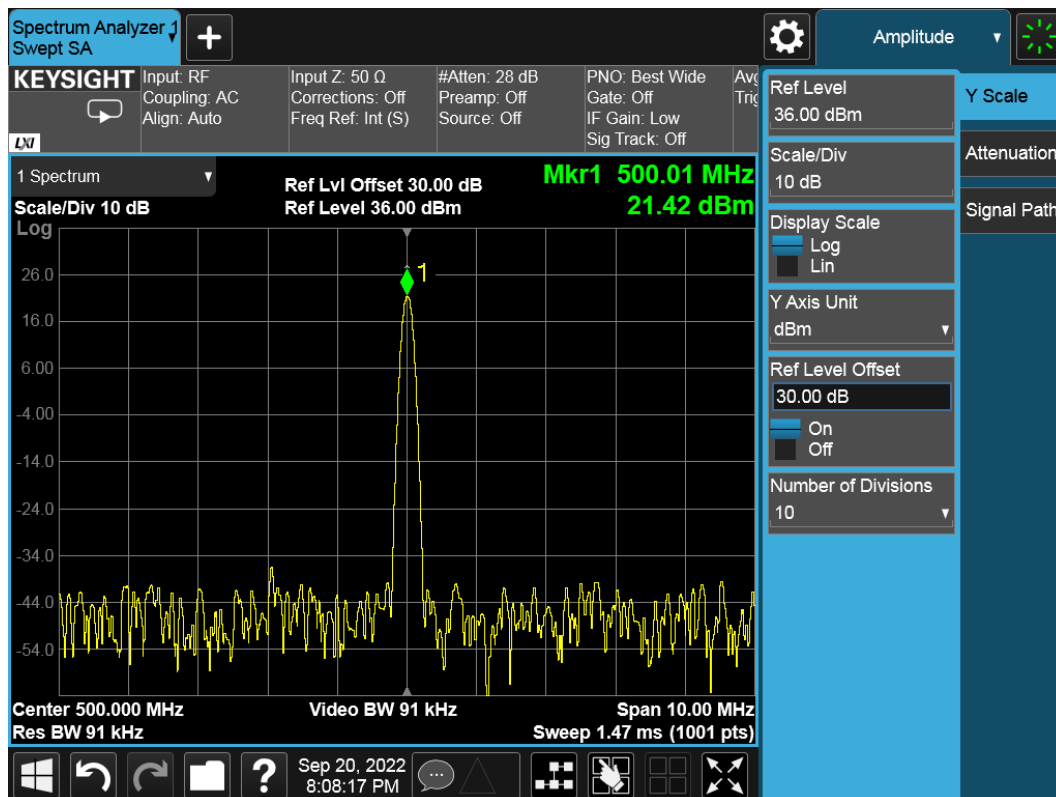 Spectrum Analyzer 1
Swept SA
+
Amplitude
KEYSIGHT
LXI
Input: RF
Coupling: AC
Align: Auto
Input Z: 50 Ω
Corrections: Off
Freq Ref: Int (S)
#Atten: 28 dB
Preamp: Off
Source: Off
PNO: Best Wide
Gate: Off
IF Gain: Low
Sig Track: Off
1 Spectrum
Scale/Div 10 dB
Log
Ref Lvl Offset 30.00 dB
Ref Level 36.00 dBm
Mkr1 500.01 MHz
21.42 dBm
1
26.0
16.0
6.00
-4.00
-14.0
-24.0
-34.0
-44.0
-54.0
Center 500.000 MHz
Video BW 91 kHz
Span 10.00 MHz
Res BW 91 kHz
Sweep 1.47 ms (1001 pts)
Ref Level
36.00 dBm
Scale/Div
10 dB
Display Scale
Log
Lin
Y Axis Unit
dBm
Ref Level Offset
30.00 dB
On
Off
Number of Divisions
10
Y Scale
Attenuation
Signal Path
?
Sep 20, 2022
8:08:17 PM